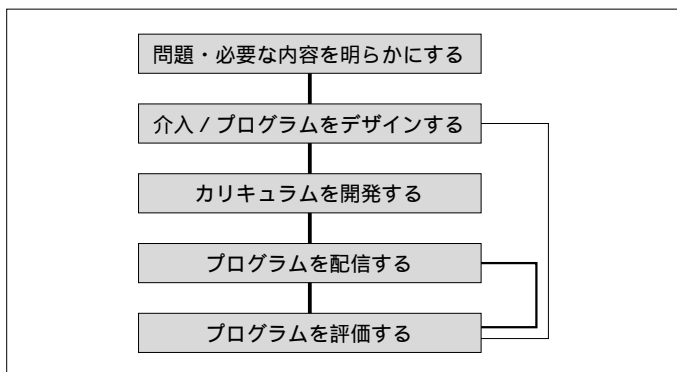 問題・必要な内容を明らかにする
介入 / プログラムをデザインする
カリキュラムを開発する
プログラムを配信する
プログラムを評価する